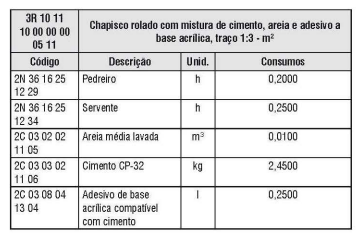 3R 10 11
10 00 00 00
05 11
Chapisco rolado com mistura de cimento, areia e adesivo a
base acrílica, traço 1:3 - m²
Código Descrição Unid. Consumos
2N 36 16 25
12 29
Pedreiro h 0,2000
2N 36 16 25
12 34
Servente h 0,2500
2C 03 02 02
11 05
Areia média lavada m³ 0,0100
2C 03 03 02
11 06
Cimento CP-32 kg 2,4500
2C 03 08 04
13 04
Adesivo de base
acrílica compatível
com cimento
l 0,2500